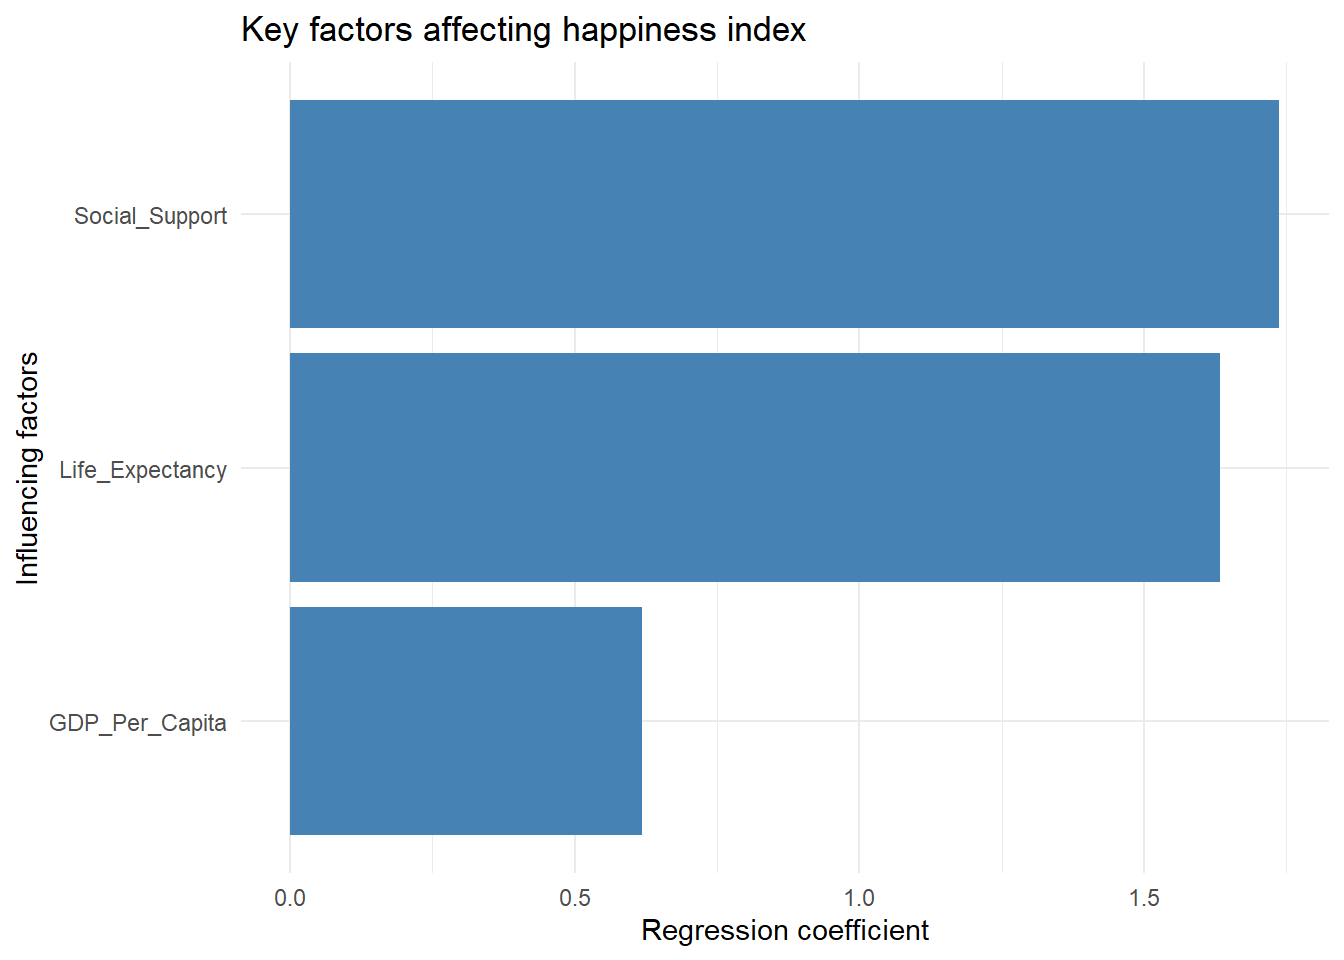 Key factors affecting happiness index
Influencing factors
Social_Support
Life_Expectancy
GDP_Per_Capita
0.0
0.5
1.0
1.5
Regression coefficient